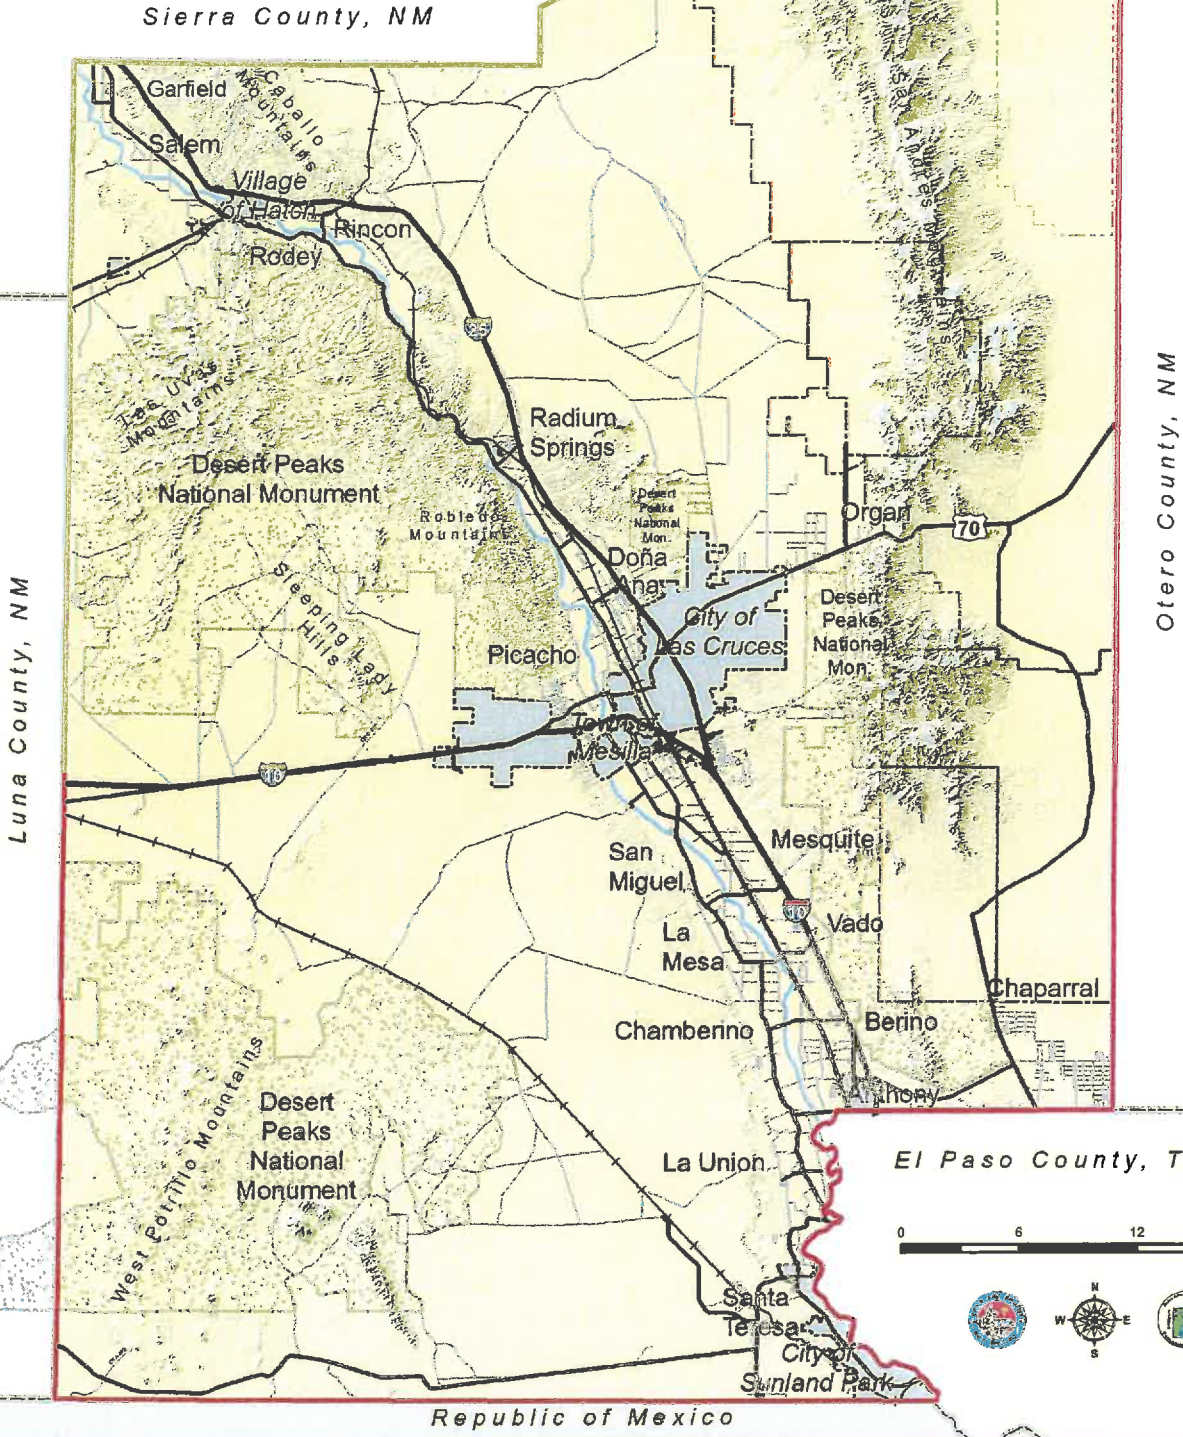 Sierra County, NM
Garfield
Caballo
Mountains
Salem
San Andres Mountains
Village
of Hatch
Rincon
Rodey
25
Las Uvas
Mountains
Radium
Springs
Desert Peaks
National Monument
Robledo
Mountains
Desert
Peaks
National
Mon.
Organ
70
Otero County, NM
Luna County, NM
Sleeping Lady
Hills
Doña
Ana
City of
Las Cruces
Desert
Peaks
National
Mon.
Picacho
Town of
Mesilla
10
San
Miguel
Mesquite
10
Vado
La
Mesa
Chaparral
Chamberino
Berino
Anthony
West Potrillo Mountains
Desert
Peaks
National
Monument
La Union
El Paso County, T
0 6 12
N
W E
S
Santa
Teresa
City of
Sunland Park
Republic of Mexico